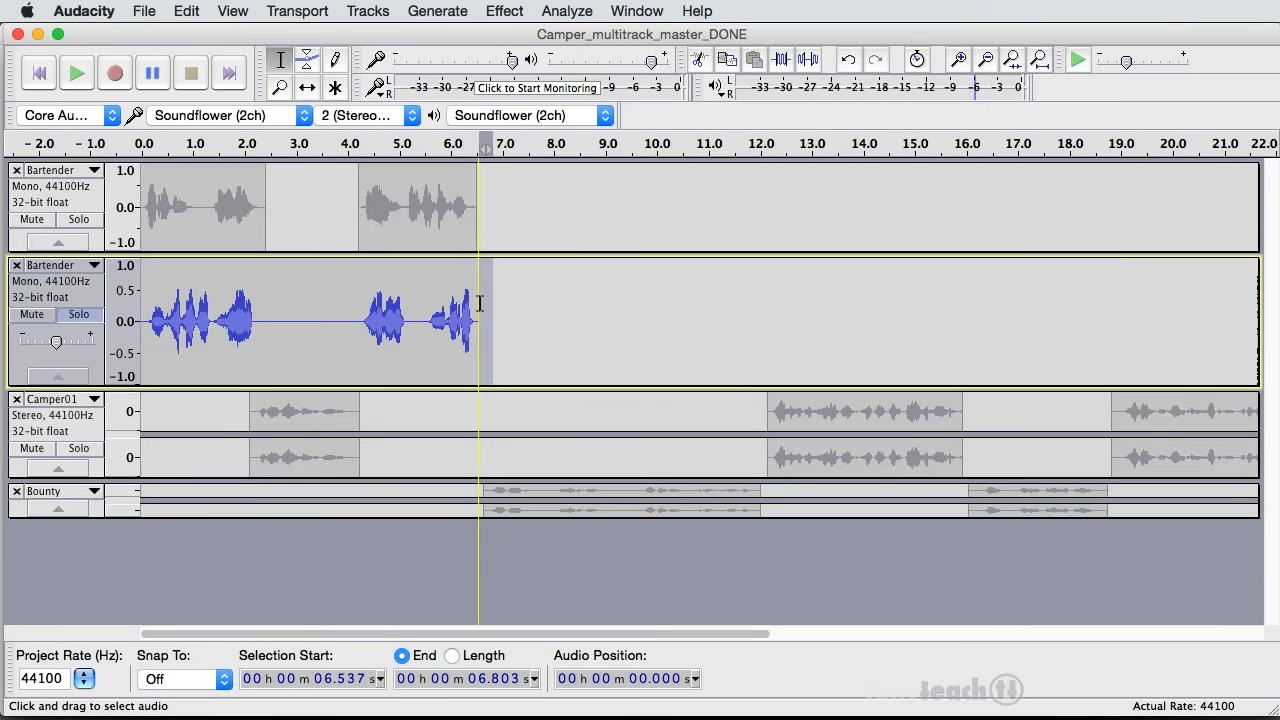 Audacity File Edit View Transport Tracks Generate Effect Analyze Window Help
Camper_multitrack_master_DONE
L R -33 -30 -27 Click to Start Monitoring -9 -6 -3 0 L R -33 -30 -27 -24 -21 -18 -15 -12 -9 -6 -3 0
Core Au... Soundflower (2ch) 2 (Stereo... Soundflower (2ch)
- 2.0 - 1.0 0.0 1.0 2.0 3.0 4.0 5.0 6.0 7.0 8.0 9.0 10.0 11.0 12.0 13.0 14.0 15.0 16.0 17.0 18.0 19.0 20.0 21.0 22.0
Bartender 1.0
Mono, 44100Hz
32-bit float 0.0
Mute Solo
-1.0
Bartender 1.0
Mono, 44100Hz 0.5
32-bit float
Mute Solo 0.0
- +
-0.5
-1.0
Camper01
Stereo, 44100Hz 0-
32-bit float
Mute Solo 0-
Bounty
Project Rate (Hz): Snap To: Selection Start: End Length Audio Position:
44100 Off 00 h 00 m 06.537 s 00 h 00 m 06.803 s 00 h 00 m 00.000 s
teach
Click and drag to select audio Actual Rate: 44100